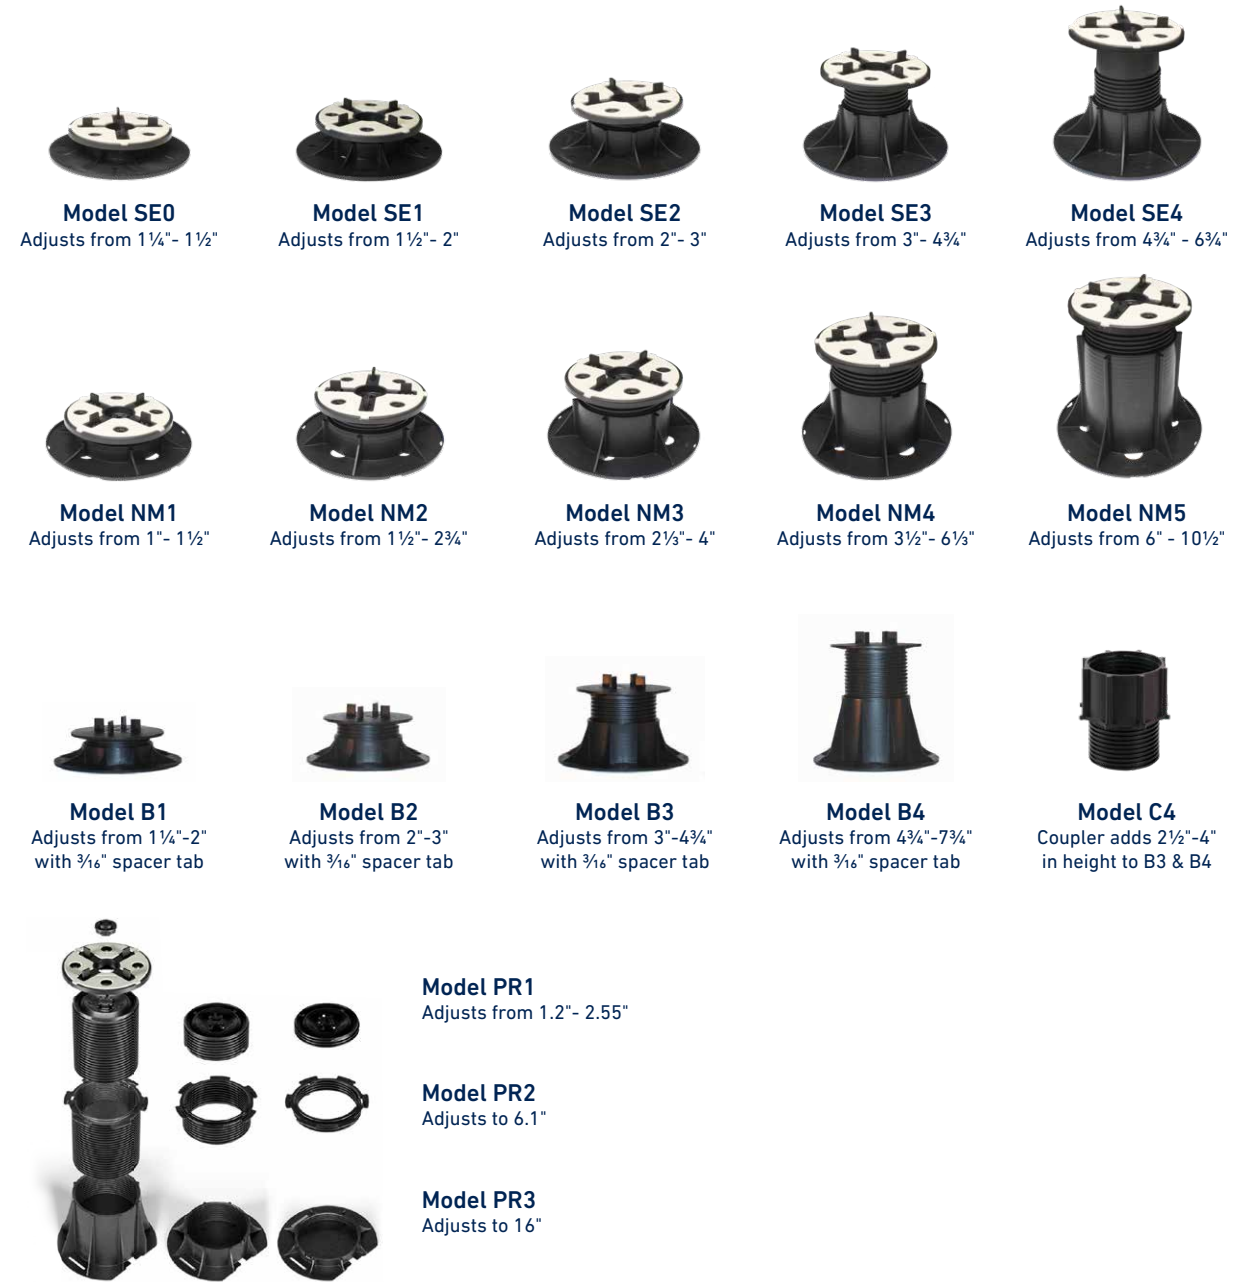 Model SE0
Adjusts from 1¼"- 1½"
Model SE1
Adjusts from 1½"- 2"
Model SE2
Adjusts from 2"- 3"
Model SE3
Adjusts from 3"- 4¾"
Model SE4
Adjusts from 4¾" - 6¾"
Model NM1
Adjusts from 1"- 1½"
Model NM2
Adjusts from 1½"- 2¾"
Model NM3
Adjusts from 2⅓"- 4"
Model NM4
Adjusts from 3½"- 6⅓"
Model NM5
Adjusts from 6" - 10½"
Model B1
Adjusts from 1¼"-2"
with 3⁄16" spacer tab
Model B2
Adjusts from 2"-3"
with 3⁄16" spacer tab
Model B3
Adjusts from 3"-4¾"
with 3⁄16" spacer tab
Model B4
Adjusts from 4¾"-7¾"
with 3⁄16" spacer tab
Model C4
Coupler adds 2½"-4"
in height to B3 & B4
Model PR1
Adjusts from 1.2"- 2.55"
Model PR2
Adjusts to 6.1"
Model PR3
Adjusts to 16"